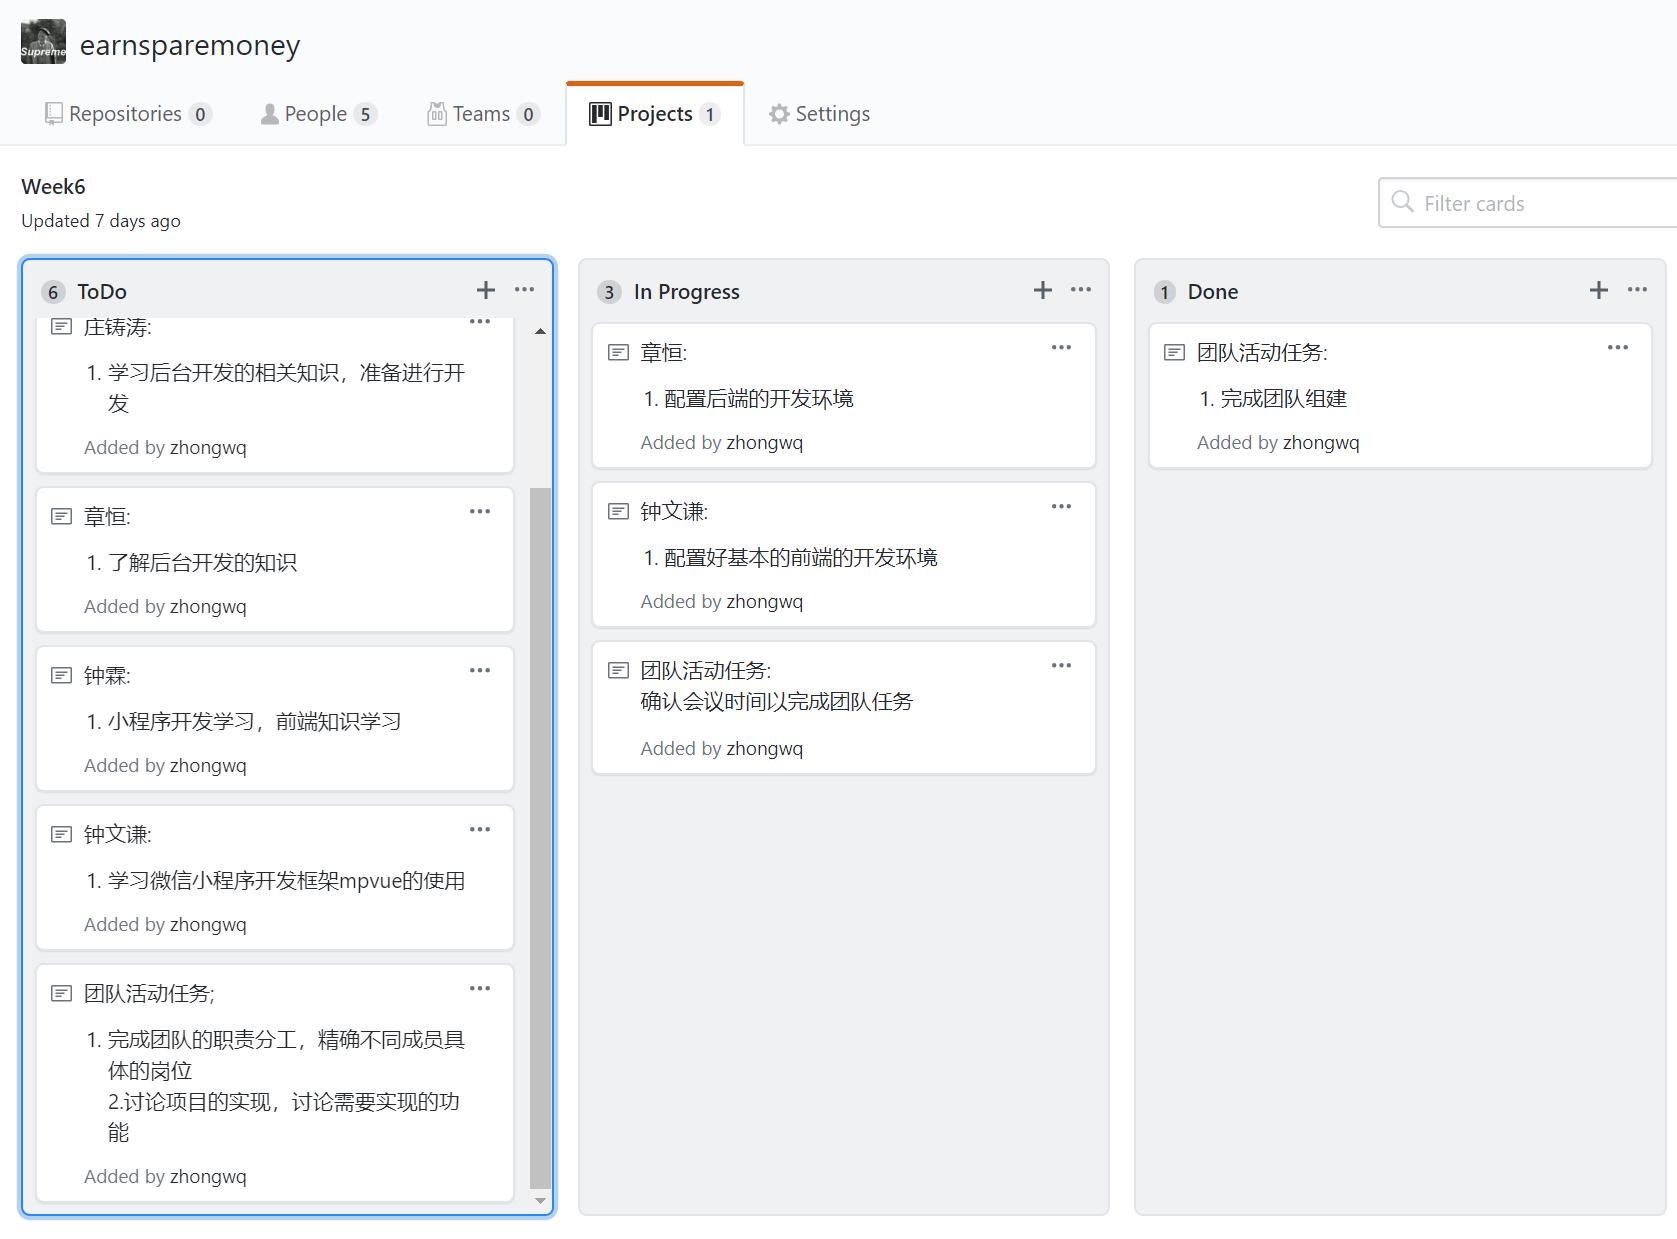 Supreme
earnsparemoney
Repositories 0
People 5
Teams 0
Projects 1
Settings
Week6
Updated 7 days ago
Filter cards
6 ToDo
庄铸涛:
1. 学习后台开发的相关知识，准备进行开
发
Added by zhongwq
章恒:
1. 了解后台开发的知识
Added by zhongwq
钟霖:
1. 小程序开发学习，前端知识学习
Added by zhongwq
钟文谦:
1. 学习微信小程序开发框架mpvue的使用
Added by zhongwq
团队活动任务;
1. 完成团队的职责分工，精确不同成员具
体的岗位
2.讨论项目的实现，讨论需要实现的功
能
Added by zhongwq
3 In Progress
章恒:
1. 配置后端的开发环境
Added by zhongwq
钟文谦:
1. 配置好基本的前端的开发环境
Added by zhongwq
团队活动任务:
确认会议时间以完成团队任务
Added by zhongwq
1 Done
团队活动任务:
1. 完成团队组建
Added by zhongwq